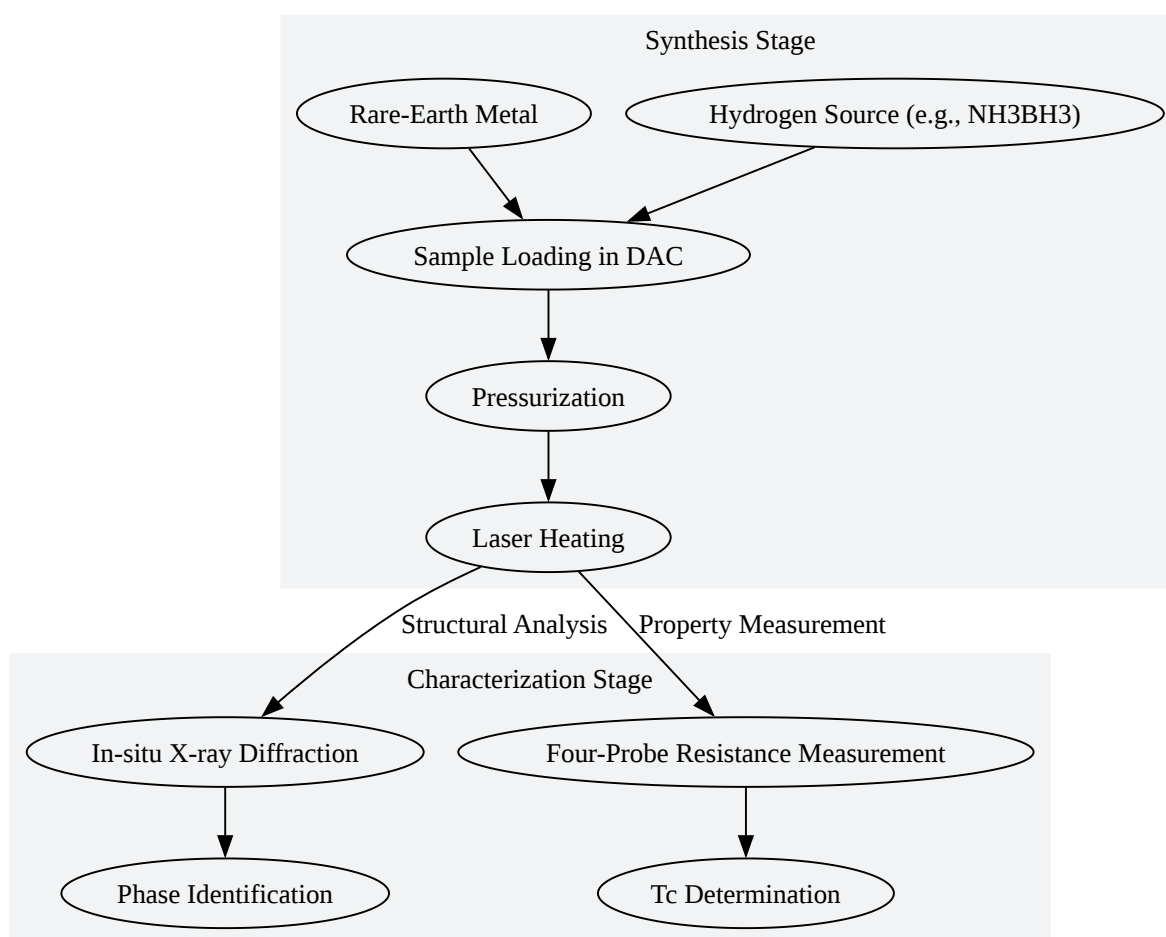 Synthesis Stage
Rare-Earth Metal
Hydrogen Source (e.g., NH3BH3)
Sample Loading in DAC
Pressurization
Laser Heating
Structural Analysis
Property Measurement
Characterization Stage
In-situ X-ray Diffraction
Four-Probe Resistance Measurement
Phase Identification
Tc Determination